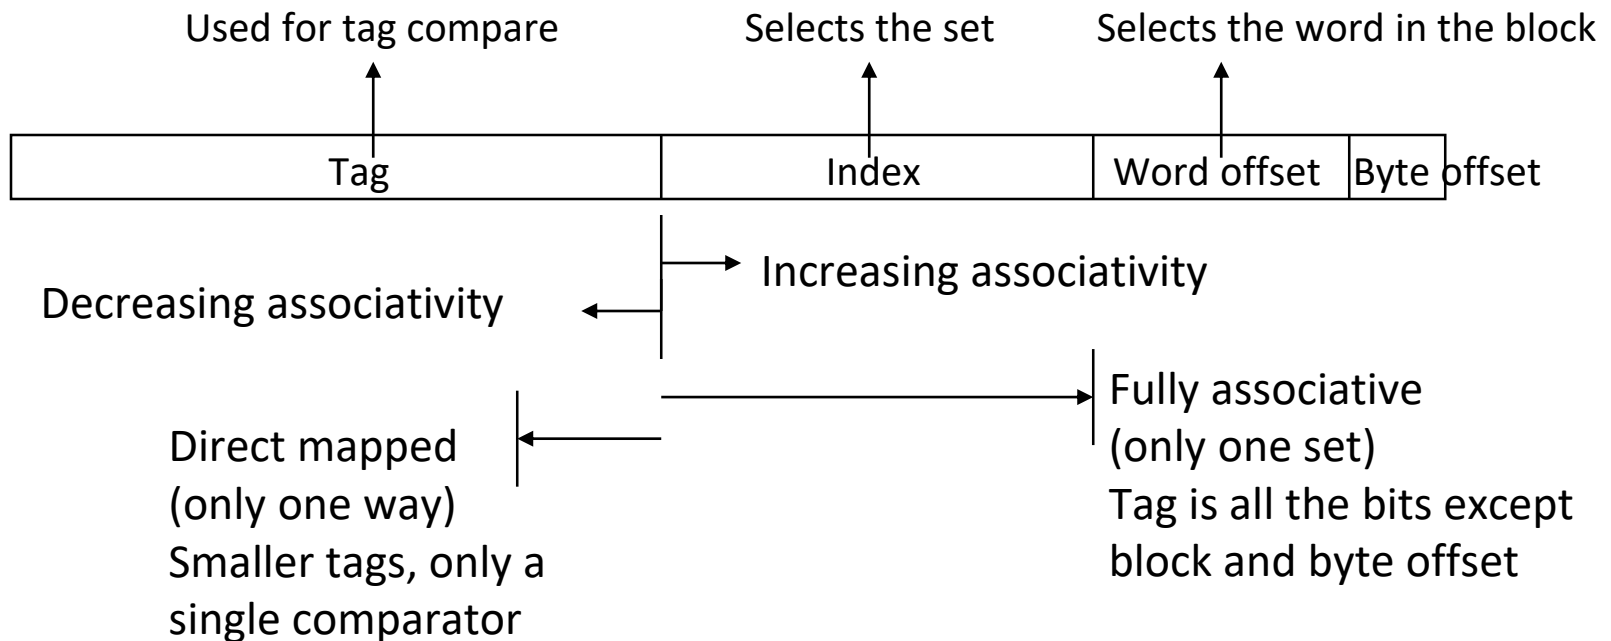 Used for tag compare
Selects the set
Selects the word in the block
Tag
Index
Word offset
Byte offset
Increasing associativity
Decreasing associativity
Fully associative
(only one set)
Tag is all the bits except
block and byte offset
Direct mapped
(only one way)
Smaller tags, only a
single comparator